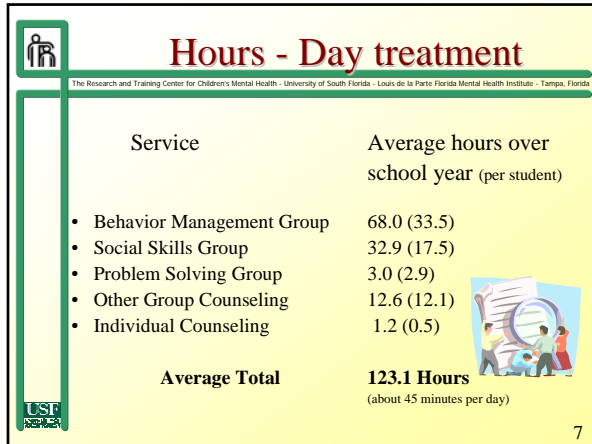 Hours - Day treatment
The Research and Training Center for Children's Mental Health - University of South Florida - Louis de la Parte Florida Mental Health Institute - Tampa, Florida
Service
Average hours over
school year (per student)
• Behavior Management Group 68.0 (33.5)
• Social Skills Group 32.9 (17.5)
• Problem Solving Group 3.0 (2.9)
• Other Group Counseling 12.6 (12.1)
• Individual Counseling 1.2 (0.5)
Average Total 123.1 Hours
(about 45 minutes per day)
USF
7